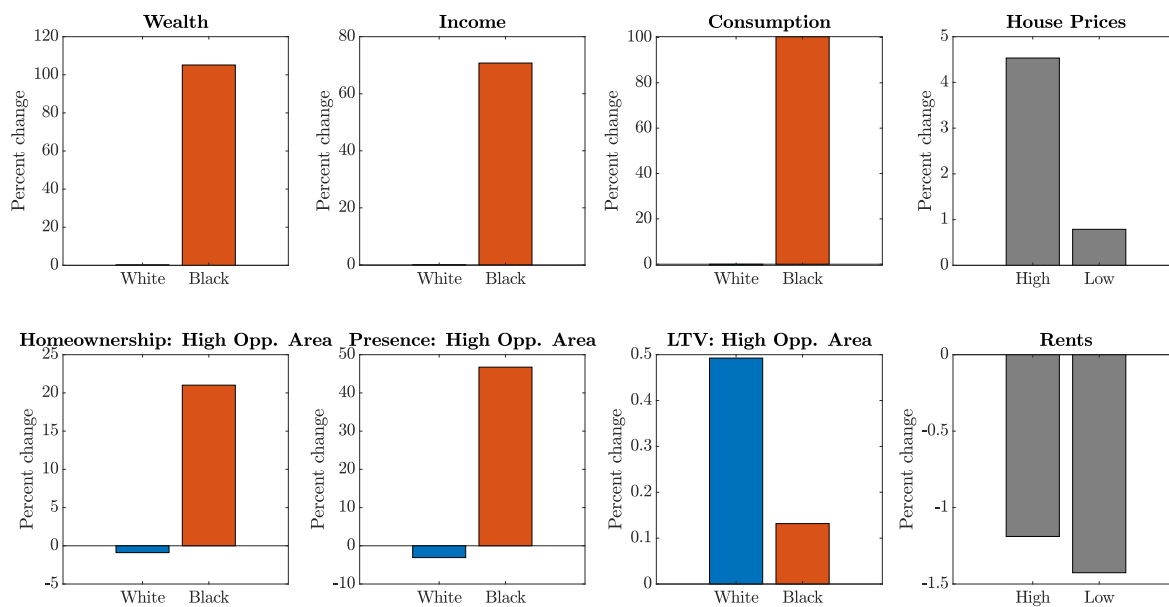 Wealth
Percent change
120
100
80
60
40
20
0
White Black
Income
Percent change
80
60
40
20
0
White Black
Consumption
Percent change
100
80
60
40
20
0
White Black
House Prices
Percent change
5
4
3
2
1
0
High Low
Homeownership: High Opp. Area
Percent change
25
20
15
10
5
0
-5
White Black
Presence: High Opp. Area
Percent change
50
40
30
20
10
0
-10
White Black
LTV: High Opp. Area
Percent change
0.5
0.4
0.3
0.2
0.1
0
White Black
Rents
Percent change
0
-0.5
-1
-1.5
High Low